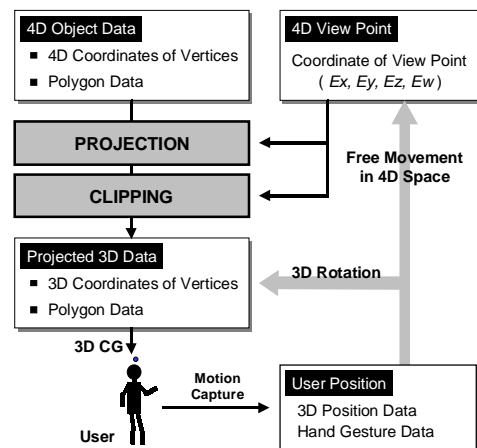 4D Object Data
▪ 4D Coordinates of Vertices
▪ Polygon Data
4D View Point
Coordinate of View Point
( Ex, Ey, Ez, Ew )
PROJECTION
CLIPPING
Free Movement
in 4D Space
Projected 3D Data
▪ 3D Coordinates of Vertices
▪ Polygon Data
3D Rotation
3D CG
User
Motion
Capture
User Position
3D Position Data
Hand Gesture Data